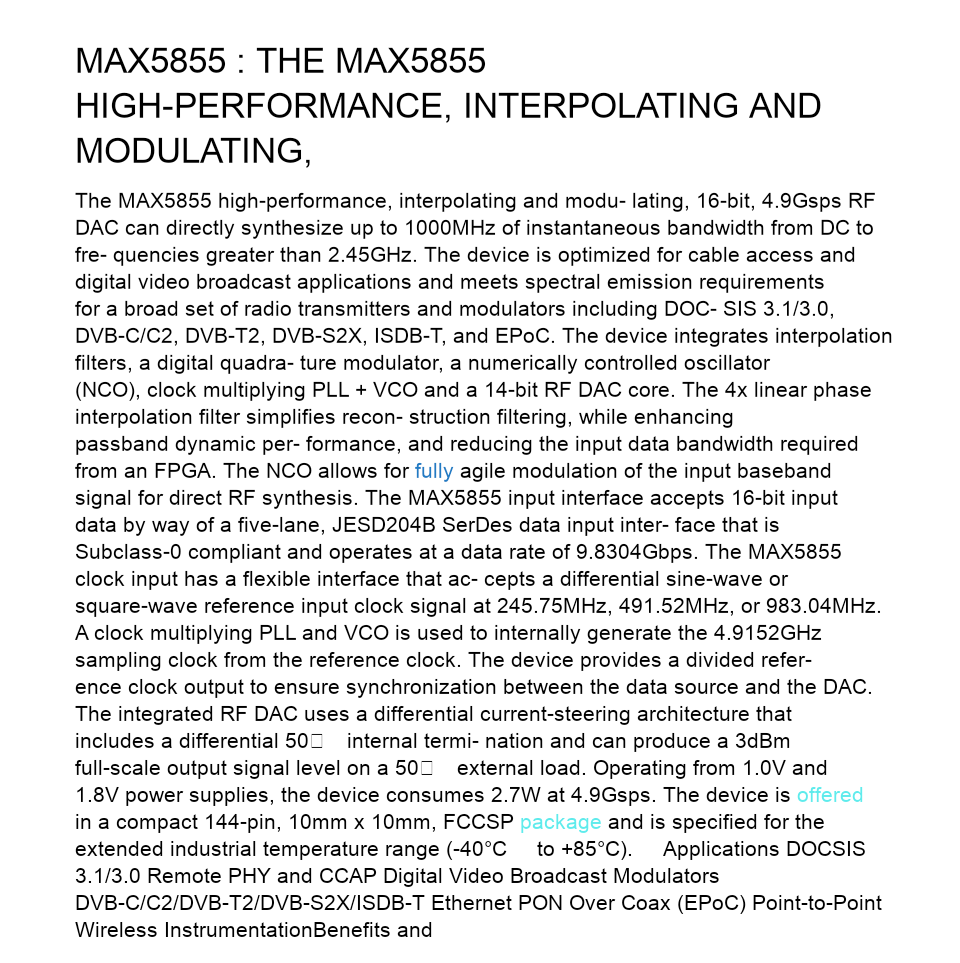 MAX5855 : THE MAX5855
HIGH-PERFORMANCE, INTERPOLATING AND
MODULATING,
The MAX5855 high-performance, interpolating and modu- lating, 16-bit, 4.9Gsps RF
DAC can directly synthesize up to 1000MHz of instantaneous bandwidth from DC to
fre- quencies greater than 2.45GHz. The device is optimized for cable access and
digital video broadcast applications and meets spectral emission requirements
for a broad set of radio transmitters and modulators including DOC- SIS 3.1/3.0,
DVB-C/C2, DVB-T2, DVB-S2X, ISDB-T, and EPoC. The device integrates interpolation
filters, a digital quadra- ture modulator, a numerically controlled oscillator
(NCO), clock multiplying PLL + VCO and a 14-bit RF DAC core. The 4x linear phase
interpolation filter simplifies recon- struction filtering, while enhancing
passband dynamic per- formance, and reducing the input data bandwidth required
from an FPGA. The NCO allows for fully agile modulation of the input baseband
signal for direct RF synthesis. The MAX5855 input interface accepts 16-bit input
data by way of a five-lane, JESD204B SerDes data input inter- face that is
Subclass-0 compliant and operates at a data rate of 9.8304Gbps. The MAX5855
clock input has a flexible interface that ac- cepts a differential sine-wave or
square-wave reference input clock signal at 245.75MHz, 491.52MHz, or 983.04MHz.
A clock multiplying PLL and VCO is used to internally generate the 4.9152GHz
sampling clock from the reference clock. The device provides a divided refer-
ence clock output to ensure synchronization between the data source and the DAC.
The integrated RF DAC uses a differential current-steering architecture that
includes a differential 50□ internal termi- nation and can produce a 3dBm
full-scale output signal level on a 50□ external load. Operating from 1.0V and
1.8V power supplies, the device consumes 2.7W at 4.9Gsps. The device is offered
in a compact 144-pin, 10mm x 10mm, FCCSP package and is specified for the
extended industrial temperature range (-40°C to +85°C). Applications DOCSIS
3.1/3.0 Remote PHY and CCAP Digital Video Broadcast Modulators
DVB-C/C2/DVB-T2/DVB-S2X/ISDB-T Ethernet PON Over Coax (EPoC) Point-to-Point
Wireless InstrumentationBenefits and